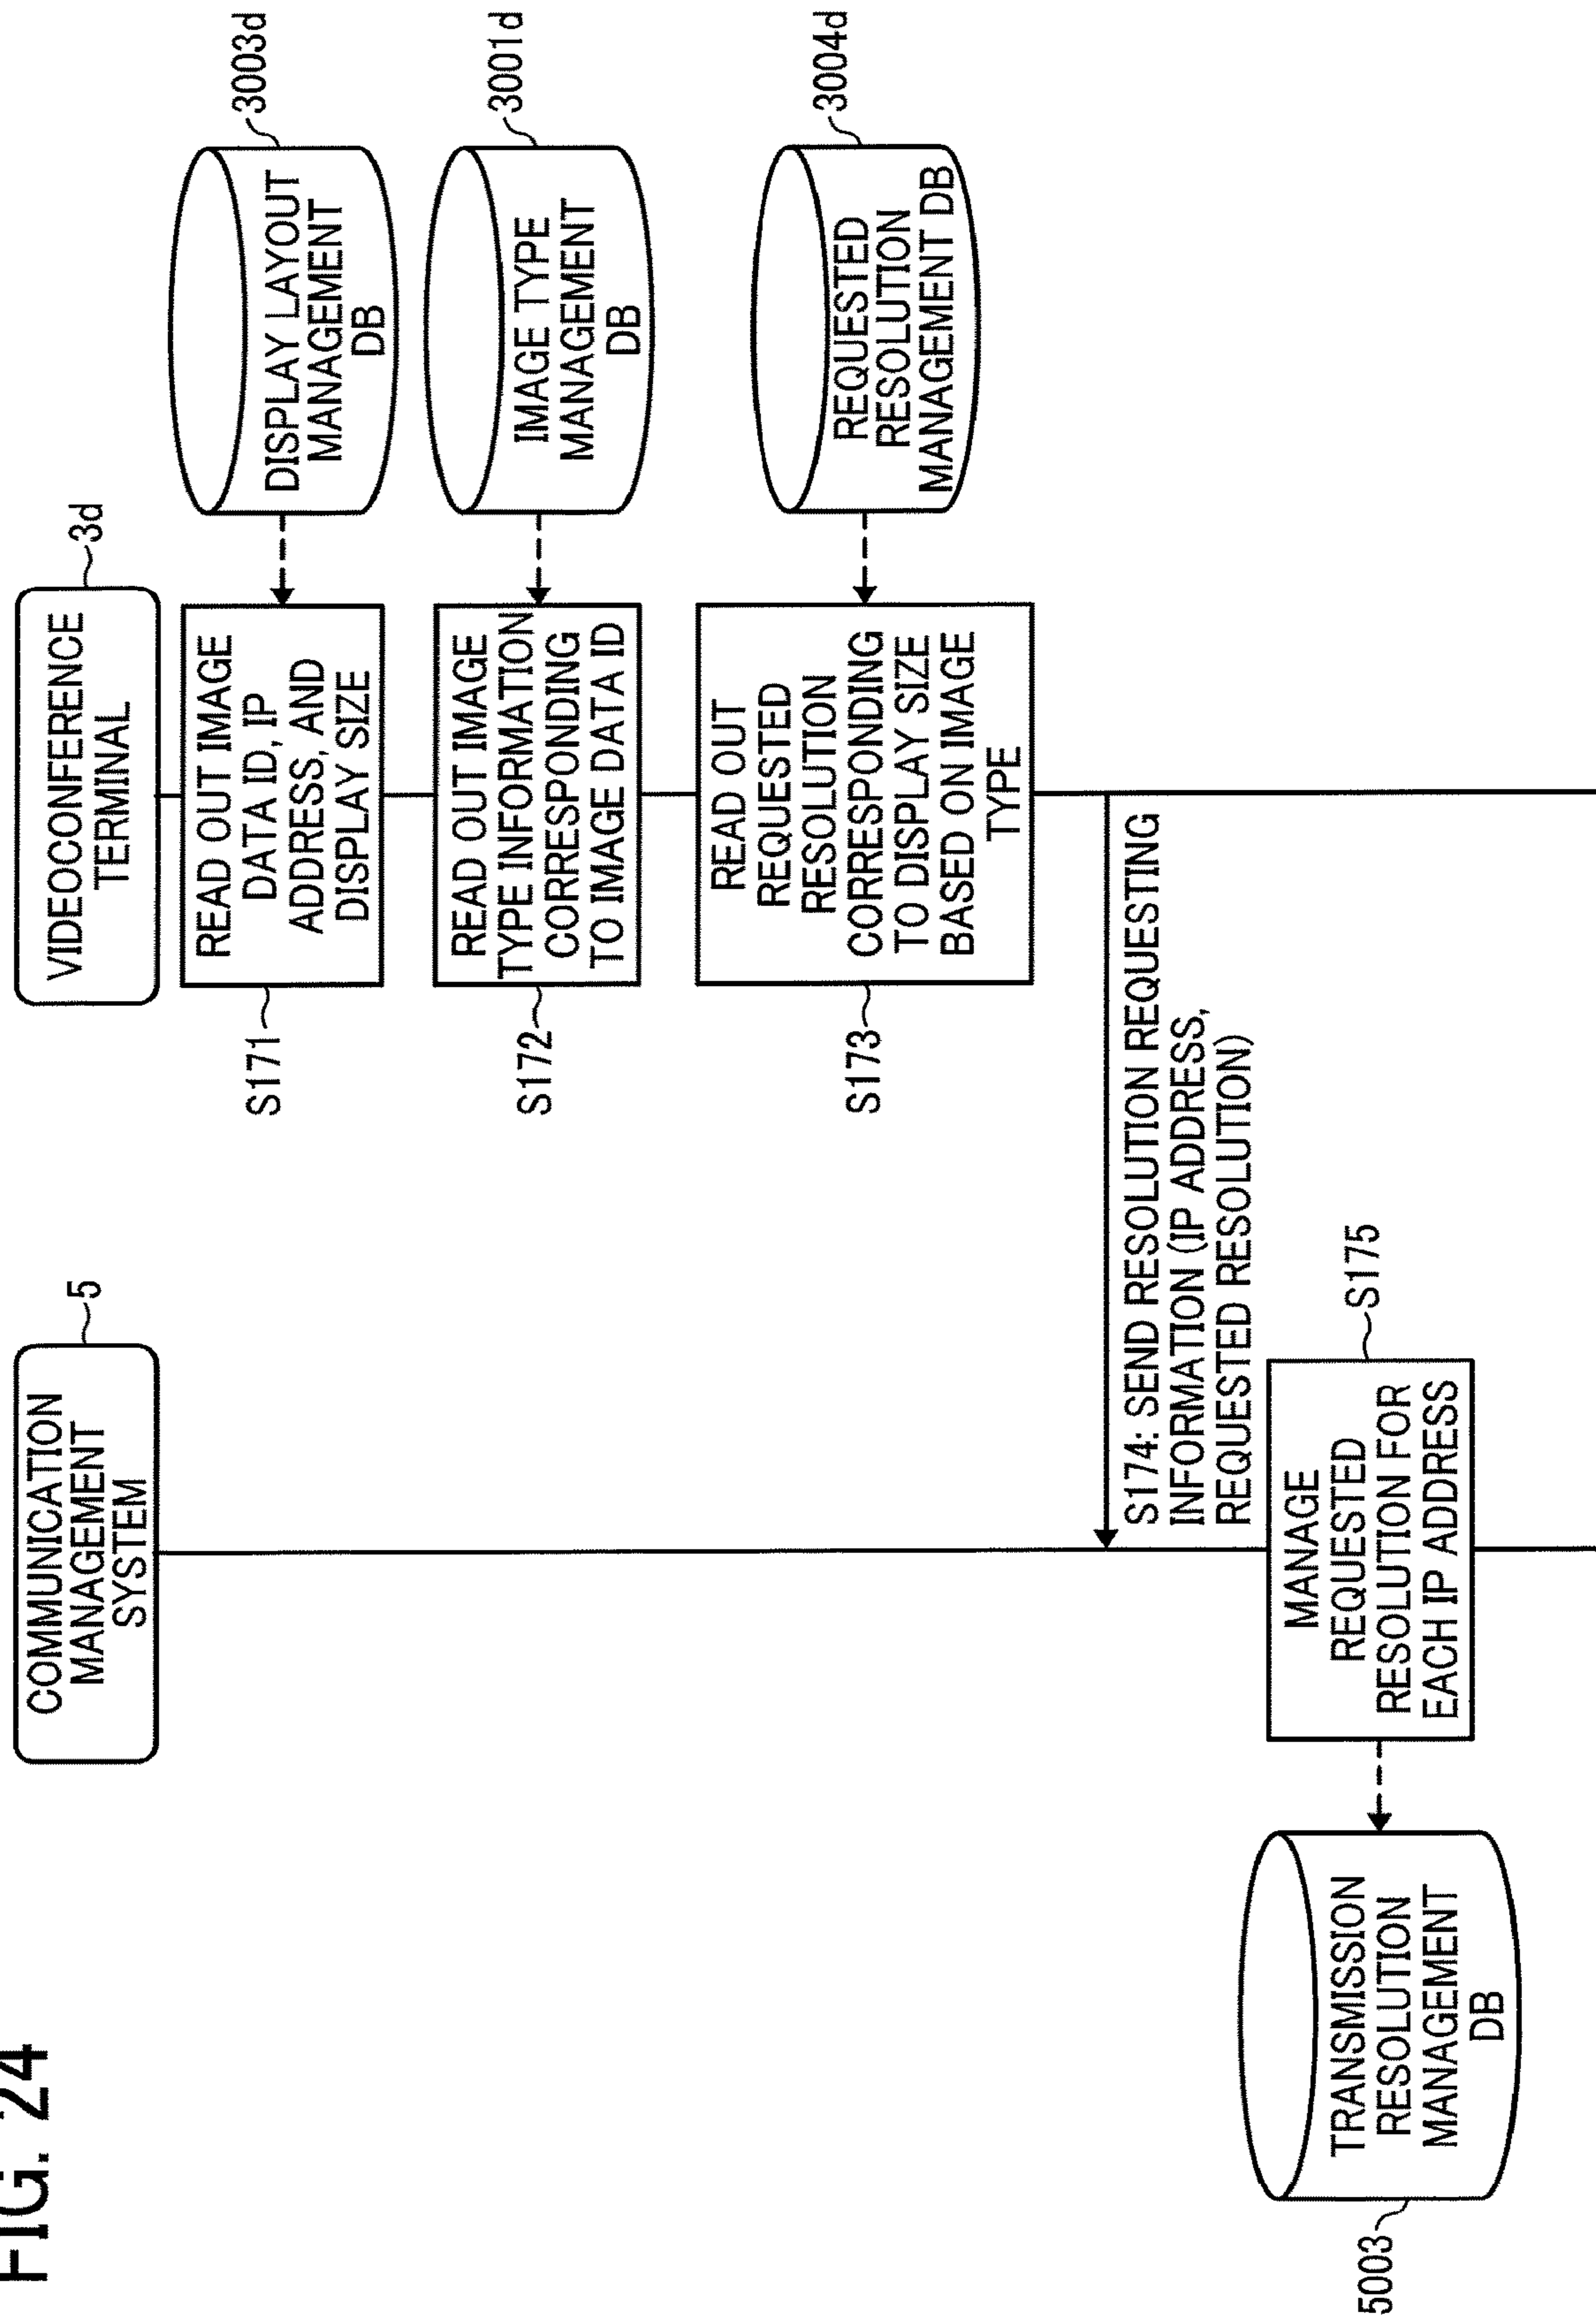 FIG. 24
COMMUNICATION
MANAGEMENT
SYSTEM
5
VIDEOCONFERENCE
TERMINAL
3d
S171
READ OUT IMAGE
DATA ID, IP
ADDRESS, AND
DISPLAY SIZE
DISPLAY LAYOUT
MANAGEMENT
DB
3003d
S172
READ OUT IMAGE
TYPE INFORMATION
CORRESPONDING
TO IMAGE DATA ID
IMAGE TYPE
MANAGEMENT
DB
3001d
S173
READ OUT
REQUESTED
RESOLUTION
CORRESPONDING
TO DISPLAY SIZE
BASED ON IMAGE
TYPE
REQUESTED
RESOLUTION
MANAGEMENT DB
3004d
S174: SEND RESOLUTION REQUESTING
INFORMATION (IP ADDRESS,
REQUESTED RESOLUTION)
S175
MANAGE
REQUESTED
RESOLUTION FOR
EACH IP ADDRESS
TRANSMISSION
RESOLUTION
MANAGEMENT
DB
5003